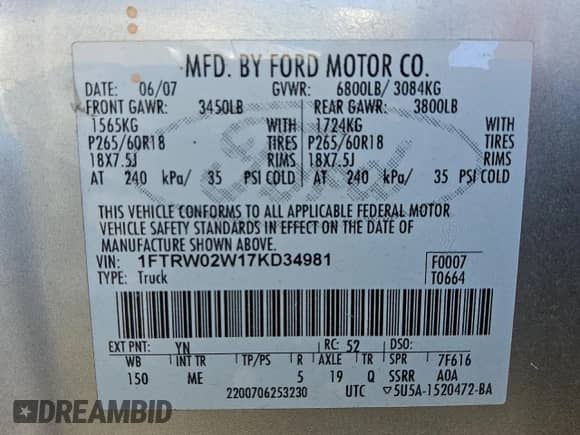 MFD. BY FORD MOTOR CO.
DATE: 06/07 GVWR: 6800LB/ 3084KG
FRONT GAWR: 3450LB REAR GAWR: 3800LB
1565KG WITH 1724KG WITH
P265/60R18 TIRES P265/60R18 TIRES
18X7.5J RIMS 18X7.5J RIMS
AT 240 kPa/ 35 PSI COLD AT 240 kPa/ 35 PSI COLD
THIS VEHICLE CONFORMS TO ALL APPLICABLE FEDERAL MOTOR
VEHICLE SAFETY STANDARDS IN EFFECT ON THE DATE OF
MANUFACTURE SHOWN ABOVE.
VIN: 1FTRW02W17KD34981 F0007
TYPE: Truck T0664
EXT PNT: YN RC: 52 DSO:
WB INT TR TP/PS R AXLE TR SPR 7F616
150 ME 5 19 Q SSRR A0A
2200706253230 UTC ▽5U5A-1520472-BA
DREAMBID